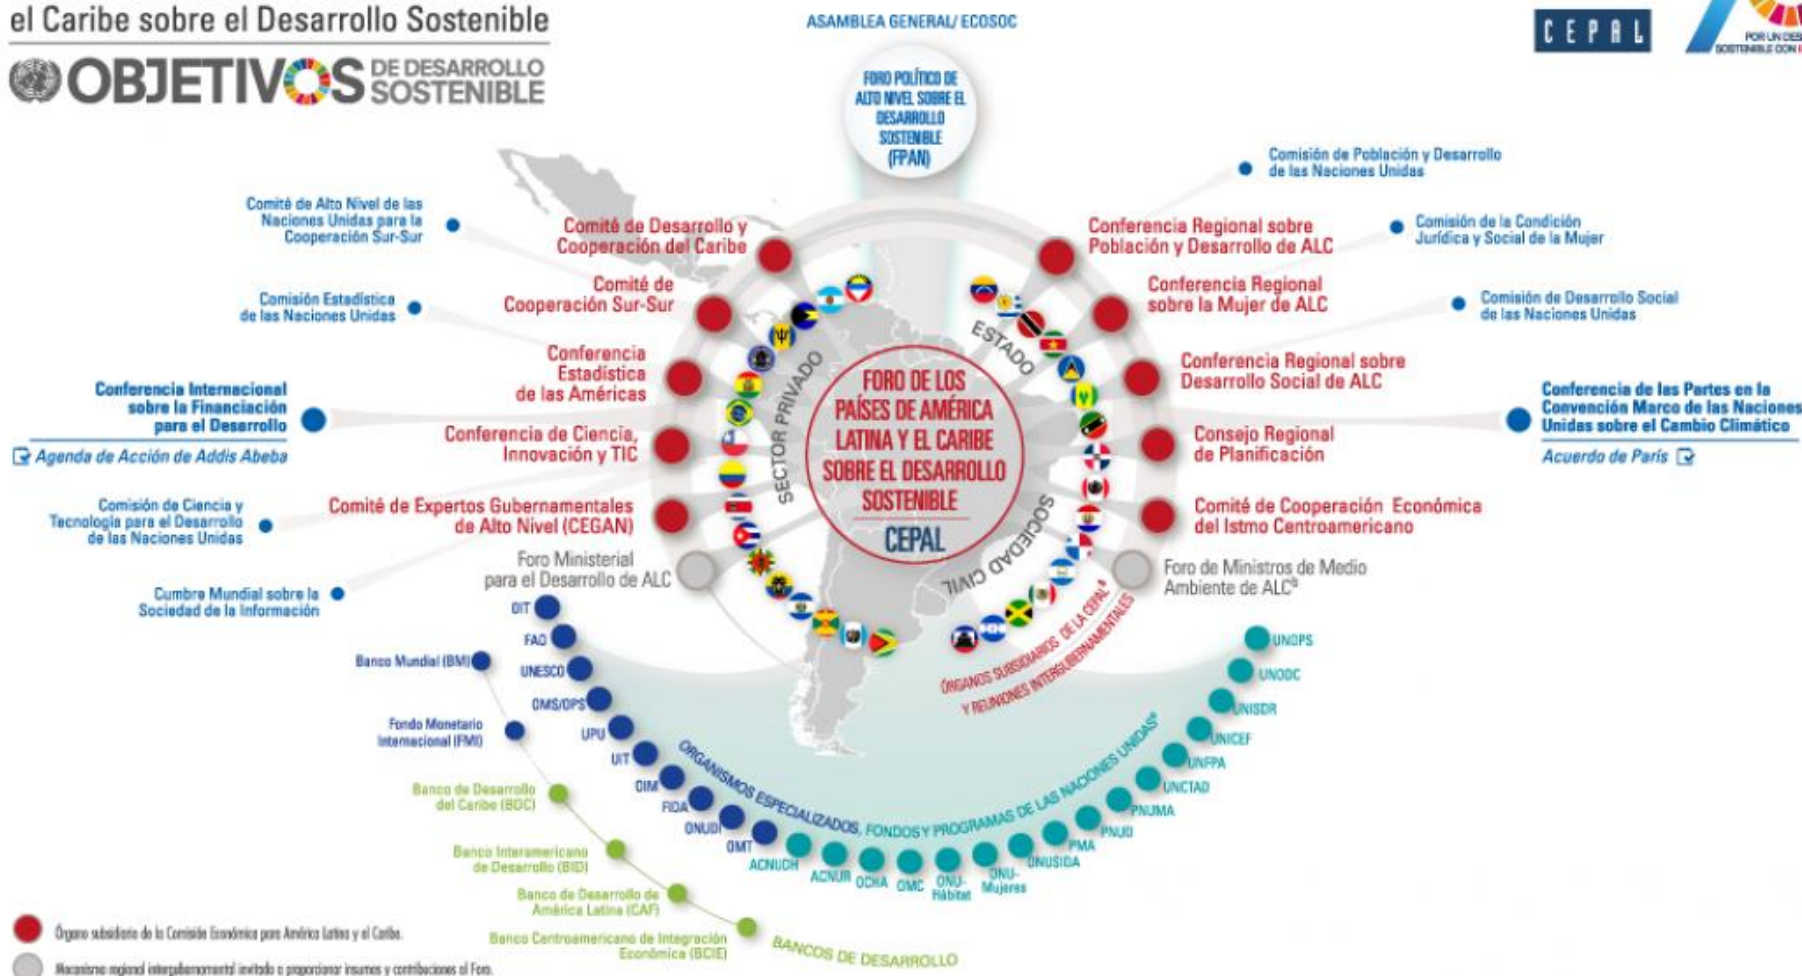 el Caribe sobre el Desarrollo Sostenible
OBJETIVOS DE DESARROLLO
SOSTENIBLE
ASAMBLEA GENERAL/ ECOSOC
CEPAL
POR UN DES
SOSTENIBLE CON
FORO POLÍTICO DE
ALTO NIVEL SOBRE EL
DESARROLLO
SOSTENIBLE
(FPAN)
Comité de Alto Nivel de las
Naciones Unidas para la
Cooperación Sur-Sur
Comisión Estadística
de las Naciones Unidas
Conferencia Internacional
sobre la Financiación
para el Desarrollo
Agenda de Acción de Addis Abeba
Comisión de Ciencia y
Tecnología para el Desarrollo
de las Naciones Unidas
Cumbre Mundial sobre la
Sociedad de la Información
Comité de Desarrollo y
Cooperación del Caribe
Comité de
Cooperación Sur-Sur
Conferencia
Estadística
de las Américas
Conferencia de Ciencia,
Innovación y TIC
Comité de Expertos Gubernamentales
de Alto Nivel (CEGAN)
Foro Ministerial
para el Desarrollo de ALC
SECTOR PRIVADO
ESTADO
SOCIEDAD CIVIL
FORO DE LOS
PAÍSES DE AMÉRICA
LATINA Y EL CARIBE
SOBRE EL DESARROLLO
SOSTENIBLE
CEPAL
Conferencia Regional sobre
Población y Desarrollo de ALC
Conferencia Regional
sobre la Mujer de ALC
Conferencia Regional sobre
Desarrollo Social de ALC
Consejo Regional
de Planificación
Comité de Cooperación Económica
del Istmo Centroamericano
Foro de Ministros de Medio
Ambiente de ALCᵇ
Comisión de Población y Desarrollo
de las Naciones Unidas
Comisión de la Condición
Jurídica y Social de la Mujer
Comisión de Desarrollo Social
de las Naciones Unidas
Conferencia de las Partes en la
Convención Marco de las Naciones
Unidas sobre el Cambio Climático
Acuerdo de París
ÓRGANOS SUBSIDIARIOS DE LA CEPALª
Y REUNIONES INTERGUBERNAMENTALES
OIT
FAO
UNESCO
OMS/OPS
UPU
UIT
OIM
FIDA
ONUDI
OMT
ACNUDH
ACNUR
OCHA
OMC
ONU-
Hábitat
ONU-
Mujeres
ONUSIDA
PMA
PNUD
PNUMA
UNCTAD
UNFPA
UNICEF
UNISDR
UNODC
UNOPS
ORGANISMOS ESPECIALIZADOS, FONDOS Y PROGRAMAS DE LAS NACIONES UNIDAS
Banco Mundial (BM)
Fondo Monetario
Internacional (FMI)
Banco de Desarrollo
del Caribe (BDC)
Banco Interamericano
de Desarrollo (BID)
Banco de Desarrollo de
América Latina (CAF)
Banco Centroamericano de Integración
Económica (BCIE)
BANCOS DE DESARROLLO
Órgano subsidiario de la Comisión Económica para América Latina y el Caribe.
Mecanismo regional intergubernamental invitado a proporcionar insumos y contribuciones al Foro.